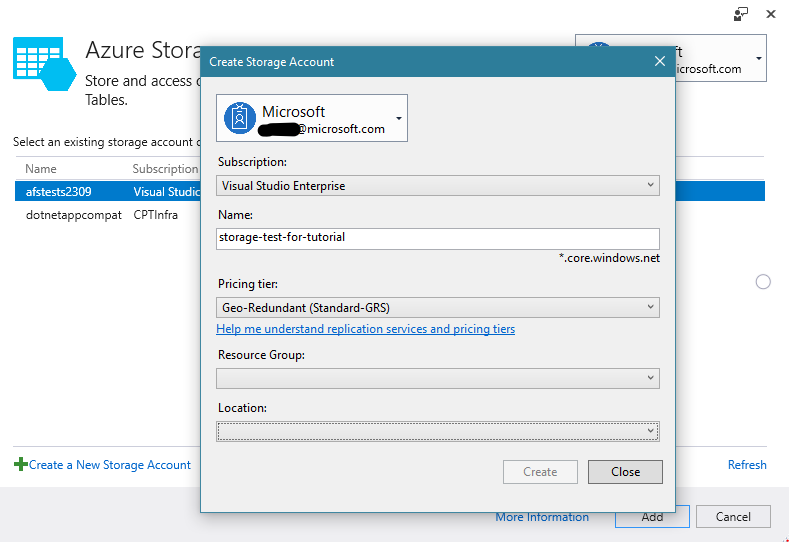 Azure Stora
Store and access
Tables.
ft
icrosoft.com
Select an existing storage account
Name
Subscription
afstests2309
Visual Studio
dotnetappcompat
CPTInfra
Create Storage Account
Microsoft
@microsoft.com
Subscription:
Visual Studio Enterprise
Name:
storage-test-for-tutorial
*.core.windows.net
Pricing tier:
Geo-Redundant (Standard-GRS)
Help me understand replication services and pricing tiers
Resource Group:
Location:
Create
Close
Create a New Storage Account
Refresh
More Information
Add
Cancel